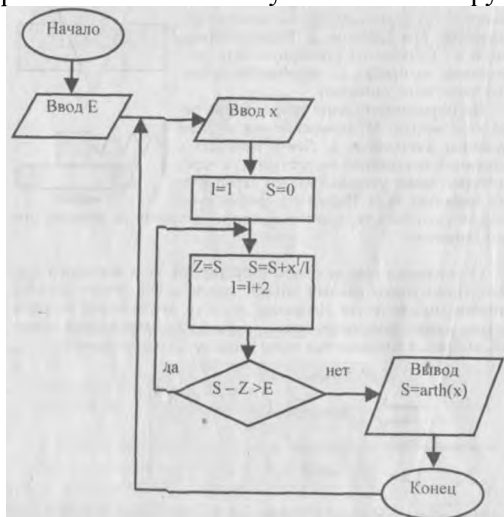 Начало
Ввод E
Ввод x
l=1 S=0
Z=S S=S+x^l/l
l=l+2
да
S – Z >E
нет
Вывод
S=arth(x)
Конец